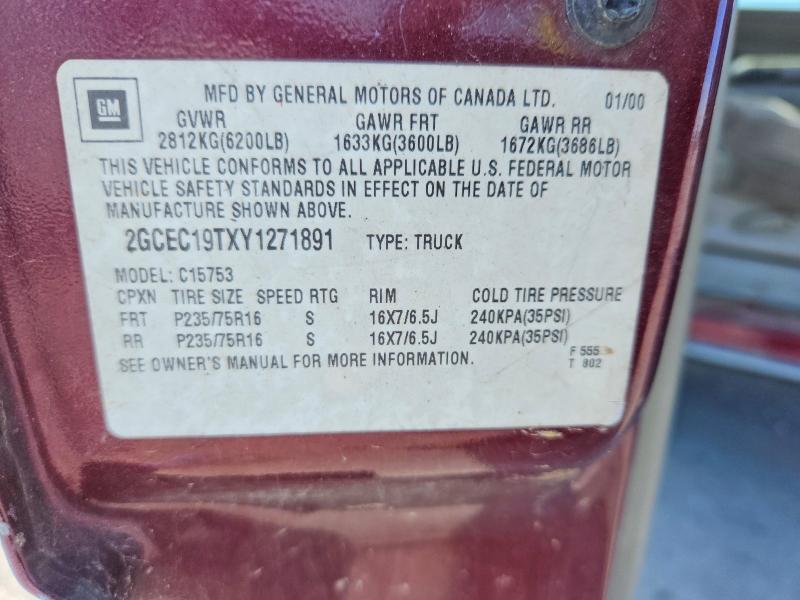 GM
MFD BY GENERAL MOTORS OF CANADA LTD. 01/00
GVWR GAWR FRT GAWR RR
2812KG(6200LB) 1633KG(3600LB) 1672KG(3686LB)
THIS VEHICLE CONFORMS TO ALL APPLICABLE U.S. FEDERAL MOTOR
VEHICLE SAFETY STANDARDS IN EFFECT ON THE DATE OF
MANUFACTURE SHOWN ABOVE.
2GCEC19TXY1271891 TYPE: TRUCK
MODEL: C15753
CPXN TIRE SIZE SPEED RTG RIM COLD TIRE PRESSURE
FRT P235/75R16 S 16X7/6.5J 240KPA(35PSI)
RR P235/75R16 S 16X7/6.5J 240KPA(35PSI)
SEE OWNER'S MANUAL FOR MORE INFORMATION. F 555
T 802